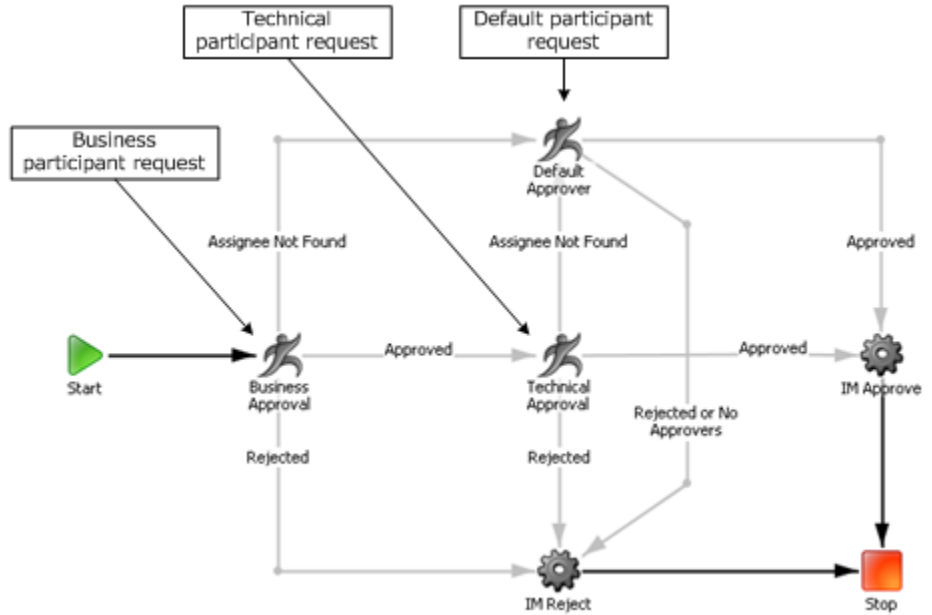 Technical
participant request
Default participant
request
Business
participant request
Default
Approver
Assignee Not Found
Assignee Not Found
Approved
Start
Business
Approval
Approved
Technical
Approval
Approved
IM Approve
Rejected or No
Approvers
Rejected
Rejected
IM Reject
Stop